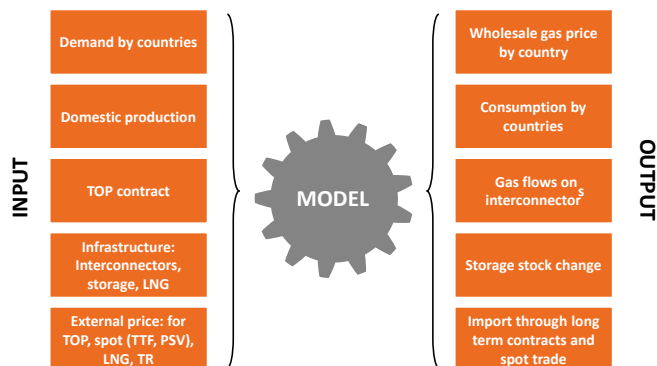 INPUT
Demand by countries
Domestic production
TOP contract
Infrastructure:
Interconnectors,
storage, LNG
External price: for
TOP, spot (TTF, PSV),
LNG, TR
MODEL
Wholesale gas price
by country
Consumption by
countries
Gas flows on
interconnectors
Storage stock change
Import through long
term contracts and
spot trade
OUTPUT